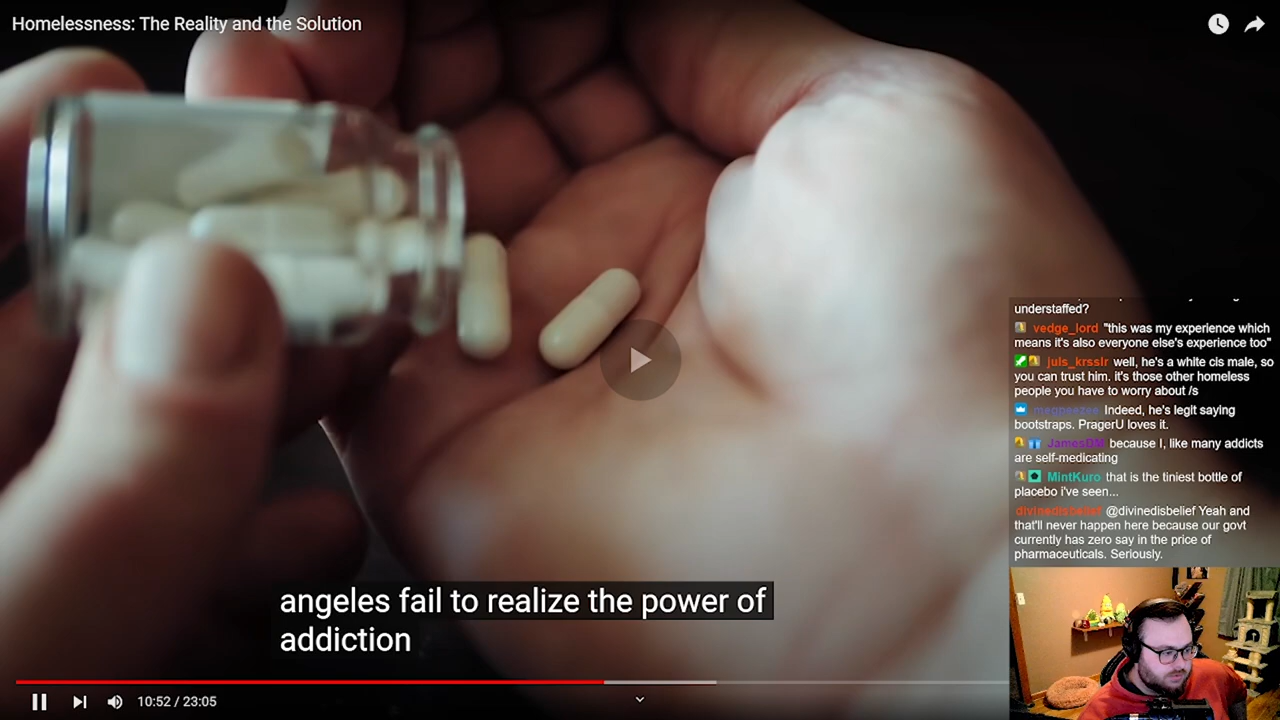 Homelessness: The Reality and the Solution
understaffed?
vedge_lord "this was my experience which
means it's also everyone else's experience too"
juls_krsslr well, he's a white cis male, so
you can trust him. it's those other homeless
people you have to worry about /s
magpeezee Indeed, he's legit saying
bootstraps. PragerU loves it.
JamesBM because I, like many addicts
are self-medicating
MintKuro that is the tiniest bottle of
placebo i've seen...
divinedisbelief @divinedisbelief Yeah and
that'll never happen here because our govt
currently has zero say in the price of
pharmaceuticals. Seriously.
angeles fail to realize the power of
addiction
10:52 / 23:05